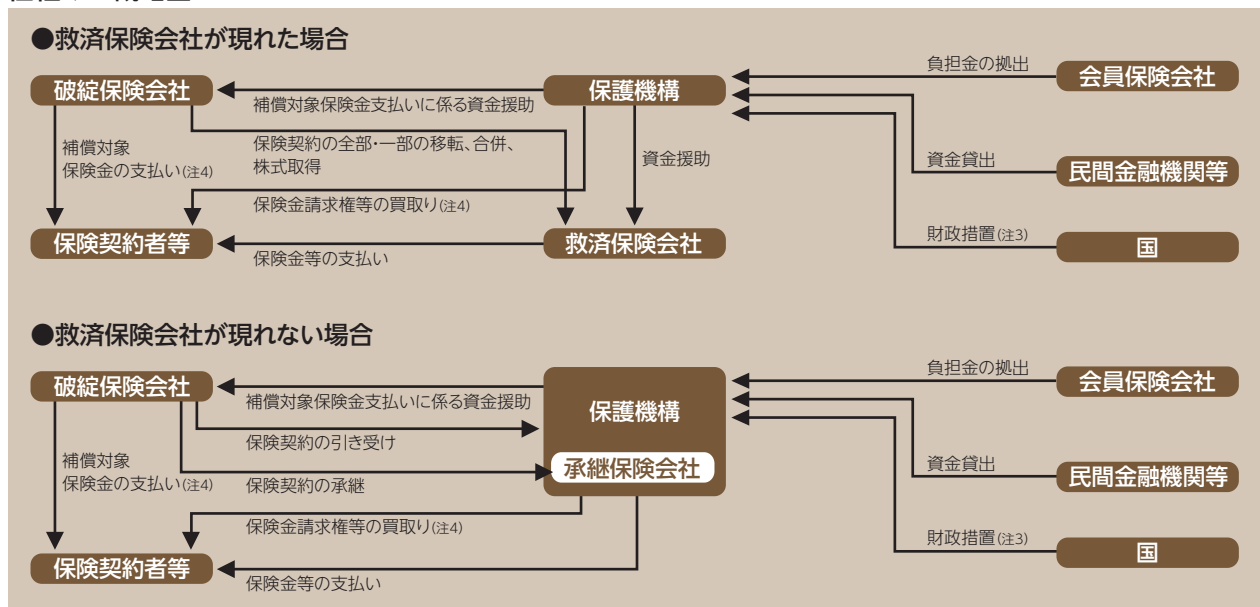 ●救済保険会社が現れた場合
破綻保険会社
保護機構
負担金の拠出
会員保険会社
補償対象保険金支払いに係る資金援助
補償対象
保険金の支払い(注4)
保険契約の全部・一部の移転、合併、
株式取得
資金援助
資金貸出
民間金融機関等
保険金請求権等の買取り(注4)
保険契約者等
救済保険会社
財政措置(注3)
国
保険金等の支払い
●救済保険会社が現れない場合
破綻保険会社
保護機構
負担金の拠出
会員保険会社
補償対象保険金支払いに係る資金援助
保険契約の引き受け
補償対象
保険金の支払い(注4)
保険契約の承継
承継保険会社
資金貸出
民間金融機関等
保険金請求権等の買取り(注4)
財政措置(注3)
国
保険契約者等
保険金等の支払い